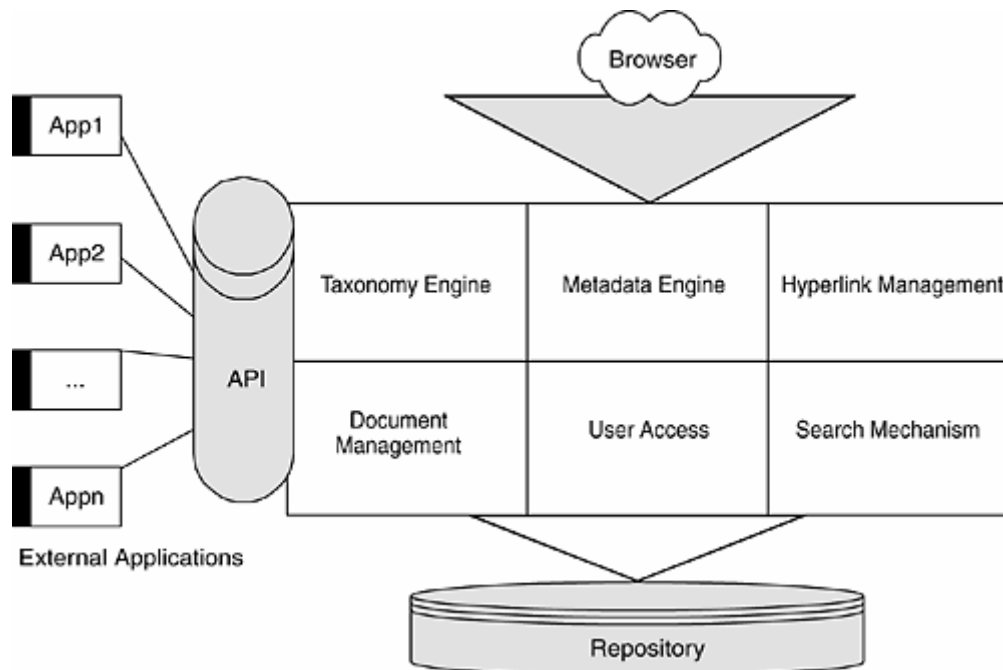 Browser
App1
App2
...
Appn
External Applications
API
Taxonomy Engine
Metadata Engine
Hyperlink Management
Document
Management
User Access
Search Mechanism
Repository